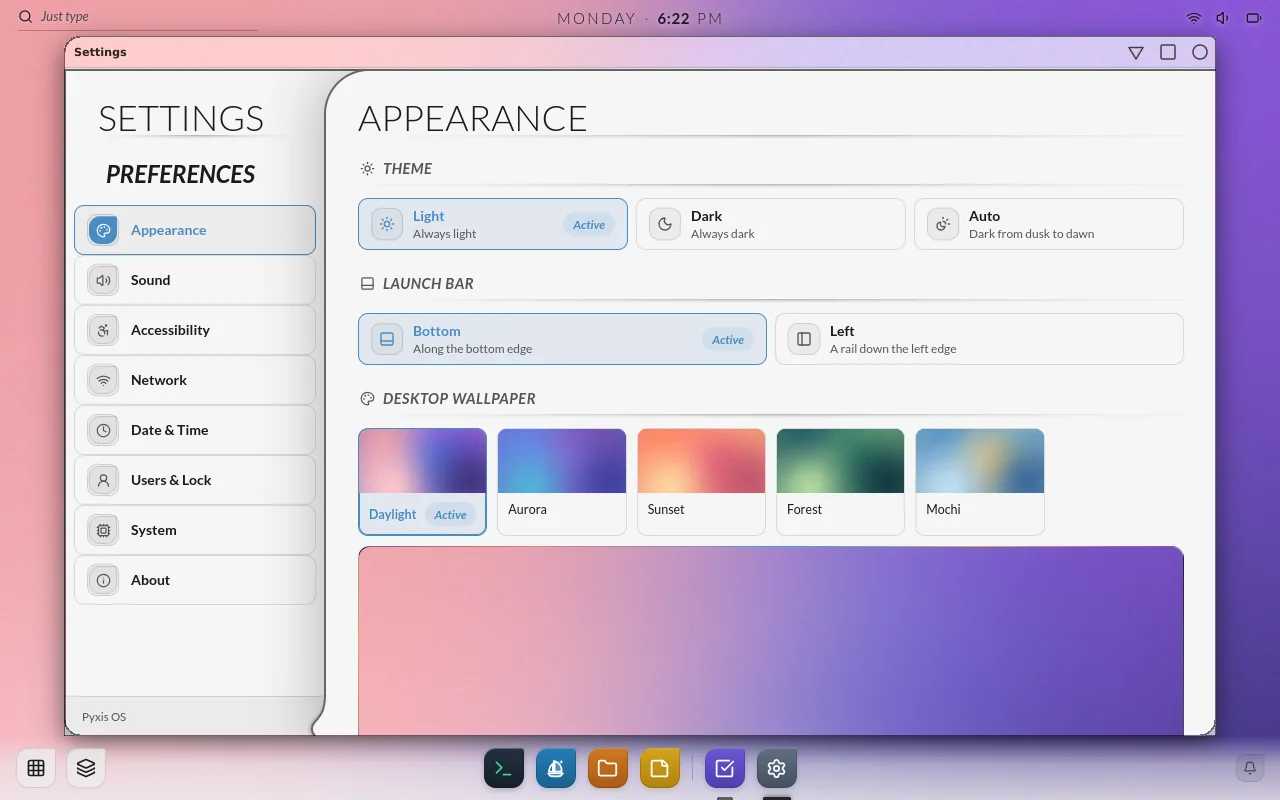 Just type
MONDAY · 6:22 PM
Settings
SETTINGS
PREFERENCES
Appearance
Sound
Accessibility
Network
Date & Time
Users & Lock
System
About
Pyxis OS
APPEARANCE
THEME
Light
Always light
Active
Dark
Always dark
Auto
Dark from dusk to dawn
LAUNCH BAR
Bottom
Along the bottom edge
Active
Left
A rail down the left edge
DESKTOP WALLPAPER
Daylight
Active
Aurora
Sunset
Forest
Mochi